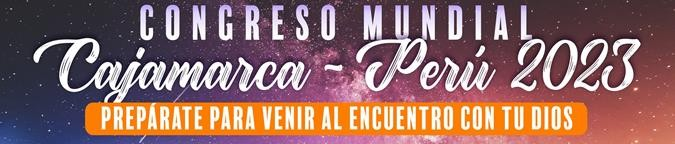 CONGRESO MUNDIAL
Cajamarca - Perú 2023
PREPÁRATE PARA VENIR AL ENCUENTRO CON TU DIOS